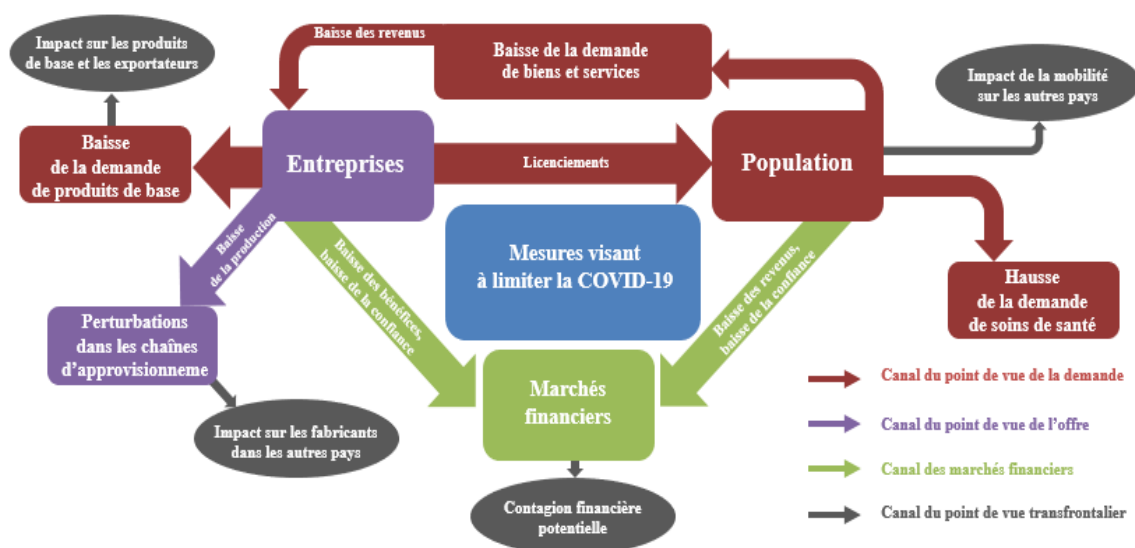 Impact sur les produits
de base et les exportateurs
Baisse des revenus
Baisse de la demande
de biens et services
Impact de la mobilité
sur les autres pays
Baisse
de la demande
de produits de base
Entreprises
Licenciements
Population
Baisse
de la production
Mesures visant
à limiter la COVID-19
Baisse des bénéfices,
baisse de la confiance
Baisse des revenus,
baisse de la confiance
Hausse
de la demande
de soins de santé
Perturbations
dans les chaînes
d'approvisionneme
Marchés
financiers
Impact sur les fabricants
dans les autres pays
Contagion financière
potentielle
Canal du point de vue de la demande
Canal du point de vue de l'offre
Canal des marchés financiers
Canal du point de vue transfrontalier